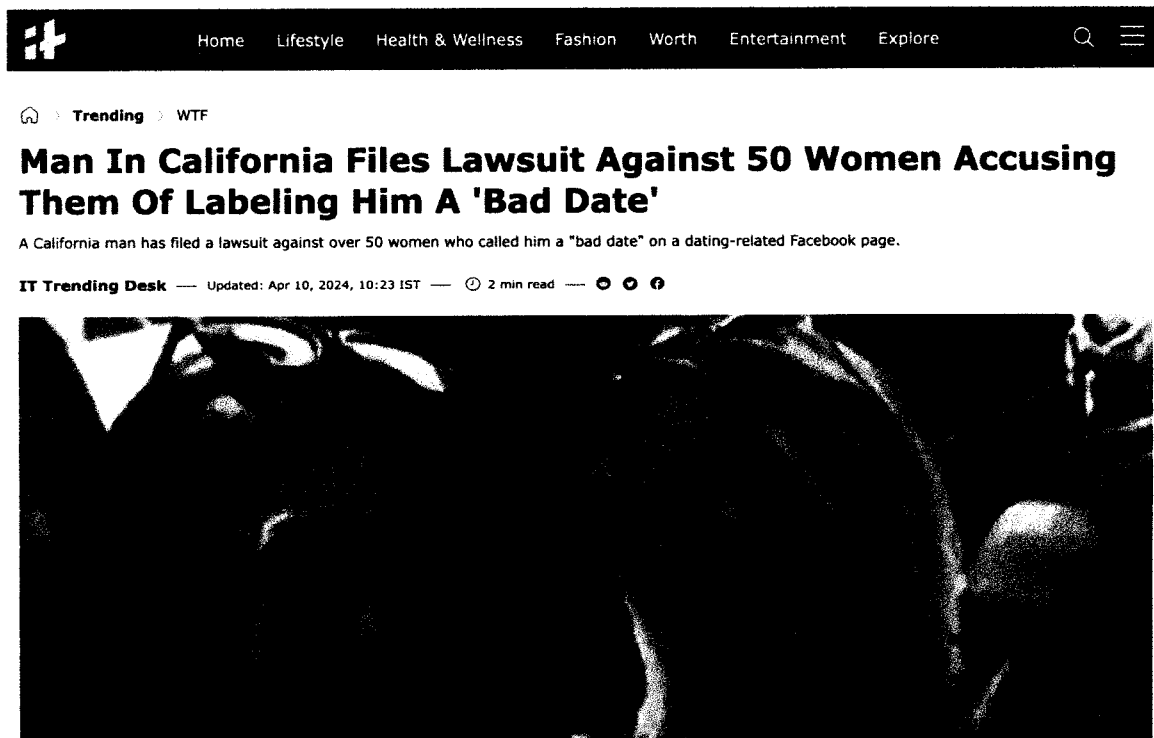 it
Home Lifestyle Health & Wellness Fashion Worth Entertainment Explore
Trending WTF
Man In California Files Lawsuit Against 50 Women Accusing
Them Of Labeling Him A 'Bad Date'
A California man has filed a lawsuit against over 50 women who called him a "bad date" on a dating-related Facebook page.
IT Trending Desk — Updated: Apr 10, 2024, 10:23 IST — 2 min read —